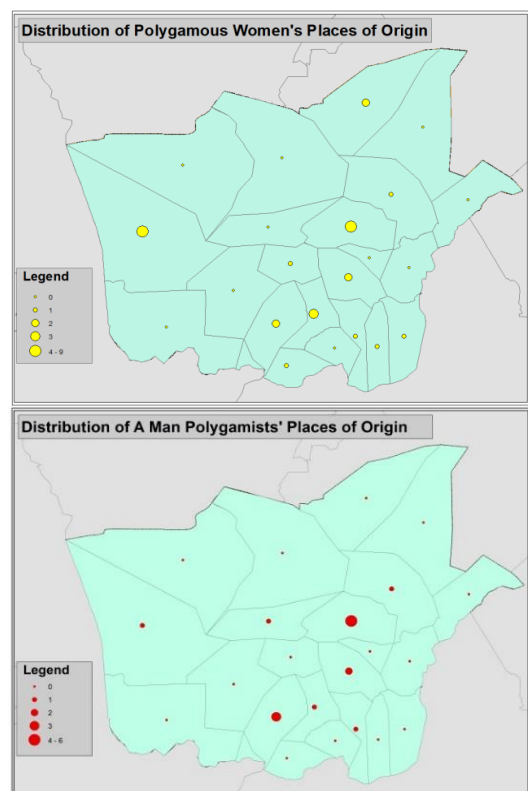 Distribution of Polygamous Women's Places of Origin
Legend
0
1
2
3
4 - 9
Distribution of A Man Polygamists' Places of Origin
Legend
0
1
2
3
4 - 6